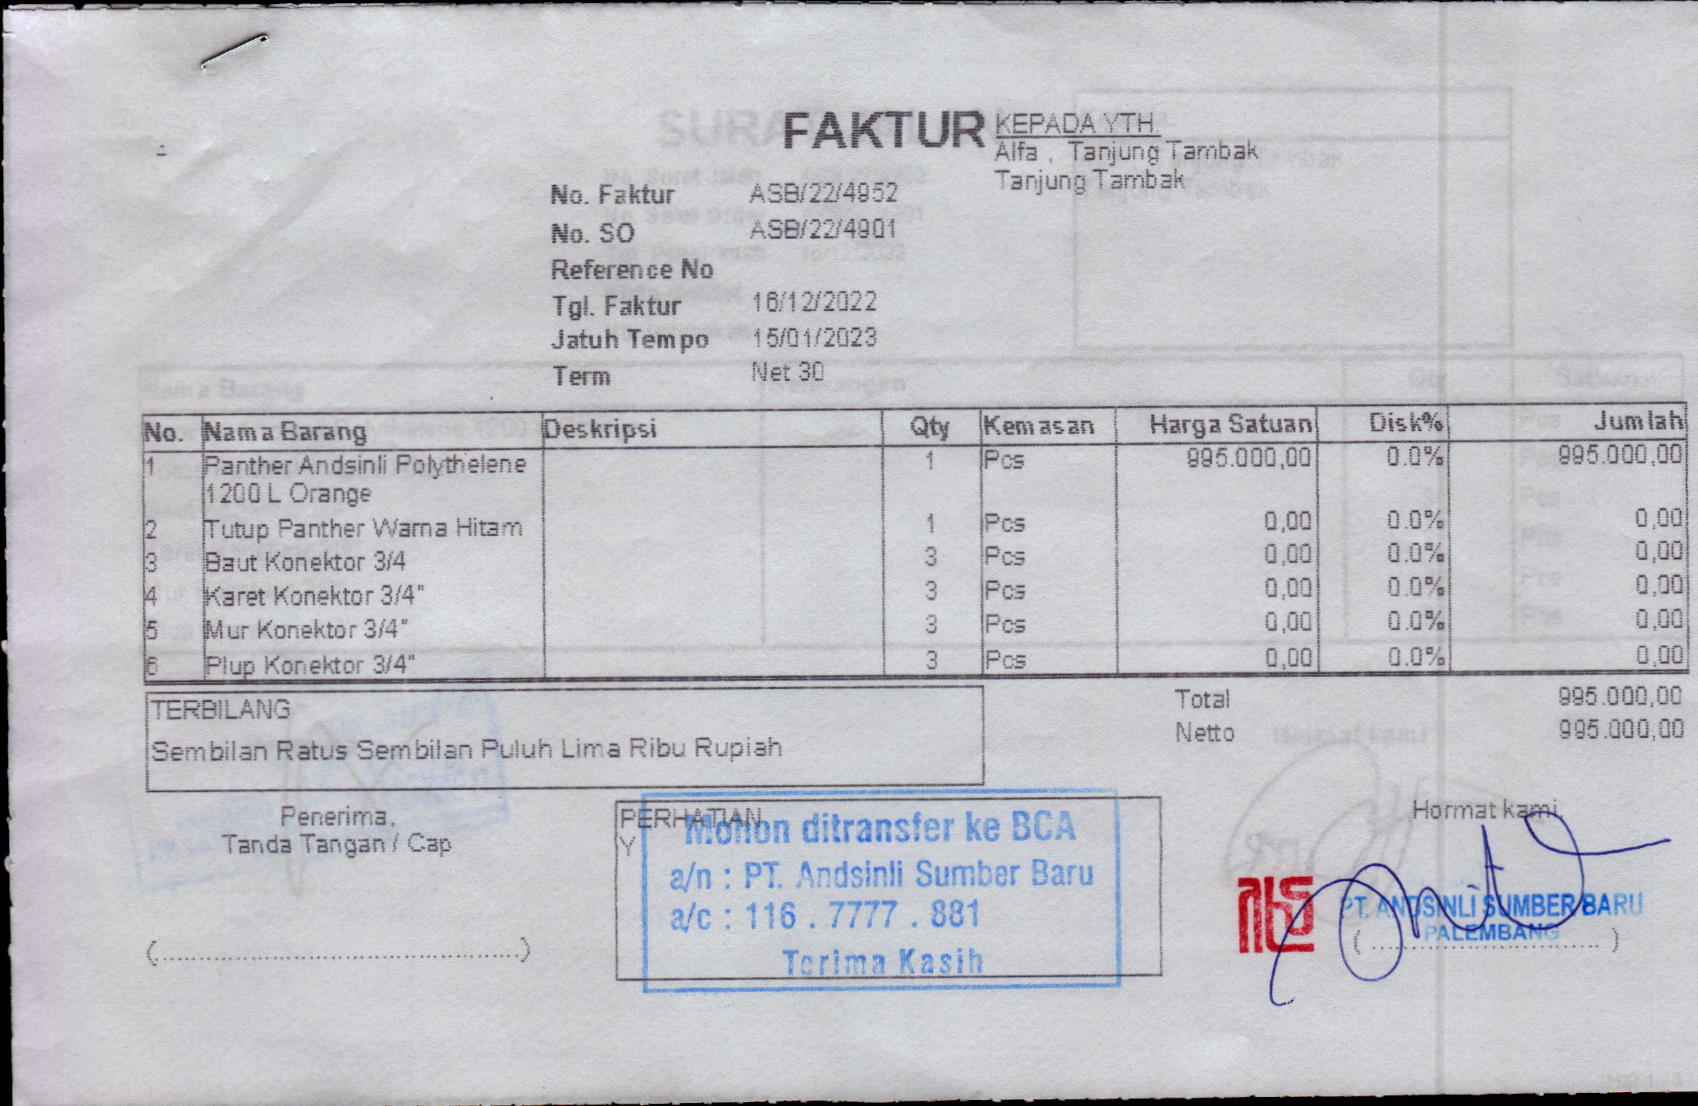 FAKTUR
KEPADA YTH.
Alfa , Tanjung Tambak
Tanjung Tambak
No. Faktur ASB/22/4952
No. SO ASB/22/4901
Reference No
Tgl. Faktur 16/12/2022
Jatuh Tempo 15/01/2023
Term Net 30
No. Nama Barang Deskripsi Qty Kemasan Harga Satuan Disk% Jumlah
1 Panther Andsinli Polythelene 1 Pcs 995.000,00 0.0% 995.000,00
1200 L Orange
2 Tutup Panther Warna Hitam 1 Pcs 0,00 0.0% 0,00
3 Baut Konektor 3/4 3 Pcs 0,00 0.0% 0,00
4 Karet Konektor 3/4" 3 Pcs 0,00 0.0% 0,00
5 Mur Konektor 3/4" 3 Pcs 0,00 0.0% 0,00
6 Plup Konektor 3/4" 3 Pcs 0,00 0.0% 0,00
Total 995.000,00
Netto 995.000,00
TERBILANG
Sembilan Ratus Sembilan Puluh Lima Ribu Rupiah
Penerima,
Tanda Tangan / Cap
(................................................)
PERHATIAN
Y
Mohon ditransfer ke BCA
a/n : PT. Andsinli Sumber Baru
a/c : 116 . 7777 . 881
Terima Kasih
Hormat kami,
PT. ANDSINLI SUMBER BARU
PALEMBANG
( .............................. )